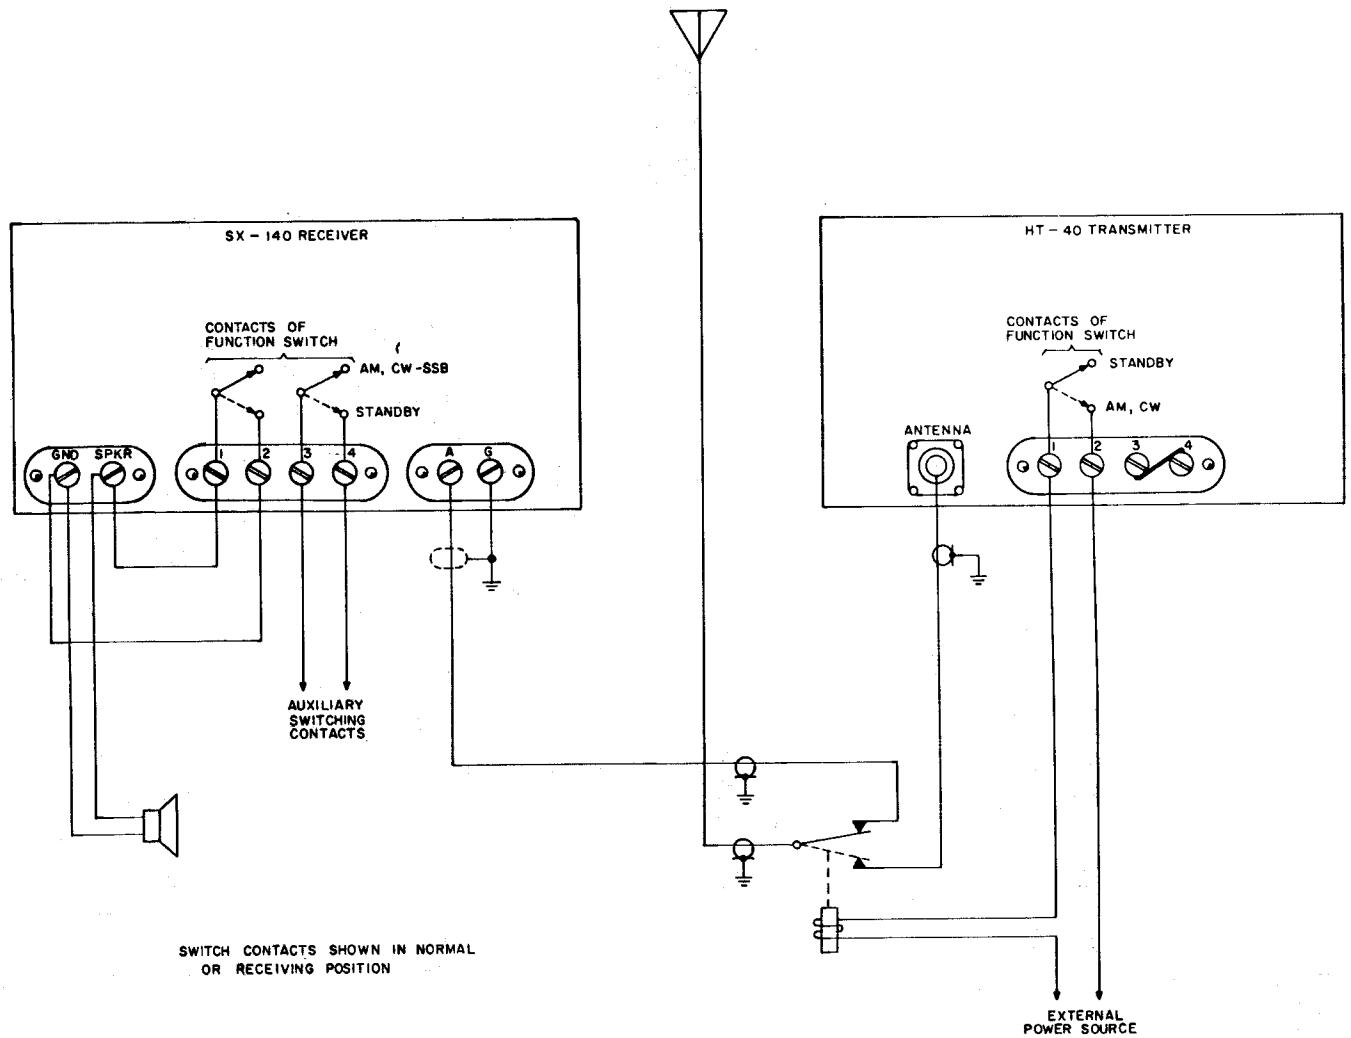 SX - 140 RECEIVER
CONTACTS OF
FUNCTION SWITCH
AM, CW-SSB
STANDBY
GND SPKR
1 2 3 4
A G
AUXILIARY
SWITCHING
CONTACTS
SWITCH CONTACTS SHOWN IN NORMAL
OR RECEIVING POSITION
HT - 40 TRANSMITTER
CONTACTS OF
FUNCTION SWITCH
STANDBY
AM, CW
ANTENNA
1 2 3 4
EXTERNAL
POWER SOURCE